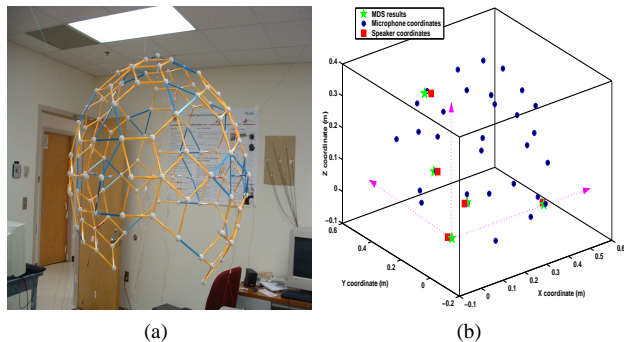 (b)
MDS results
Microphone coordinates
Speaker coordinates
0.4
0.3
0.2
0.1
0
−0.1
Z coordinate (m)
0.6
0.4
0.2
0
−0.2
Y coordinate (m)
−0.1
0
0.1
0.2
0.3
0.4
0.5
0.6
X coordinate (m)
(a)
(b)